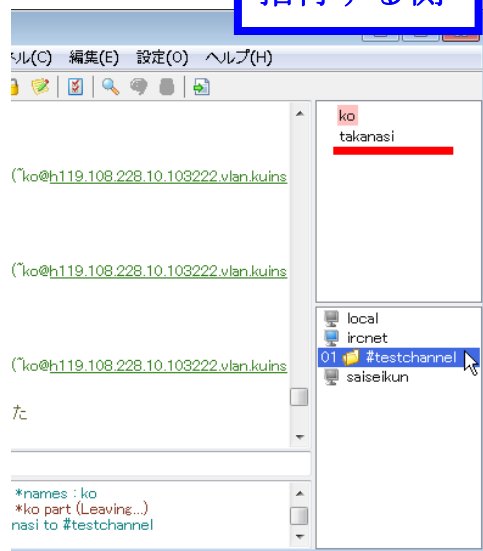 招待する側
ネル(C) 編集(E) 設定(O) ヘルプ(H)
ko
takanasi
(~ko@h119.108.228.10.103222.vlan.kuins
(~ko@h119.108.228.10.103222.vlan.kuins
(~ko@h119.108.228.10.103222.vlan.kuins
た
local
ircnet
01 #testchannel
saiseikun
*names : ko
*ko part (Leaving...)
nasi to #testchannel